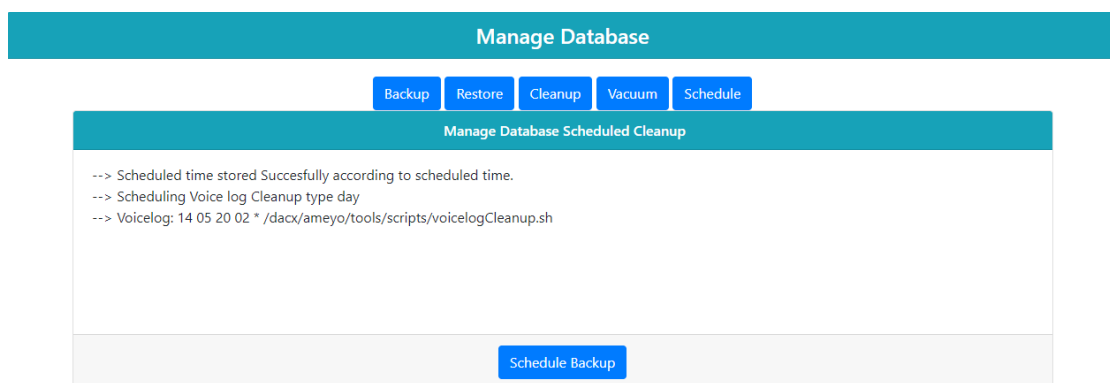 Manage Database
Backup Restore Cleanup Vacuum Schedule
Manage Database Scheduled Cleanup
--> Scheduled time stored Succesfully according to scheduled time.
--> Scheduling Voice log Cleanup type day
--> Voicelog: 14 05 20 02 * /dacx/ameyo/tools/scripts/voicelogCleanup.sh
Schedule Backup